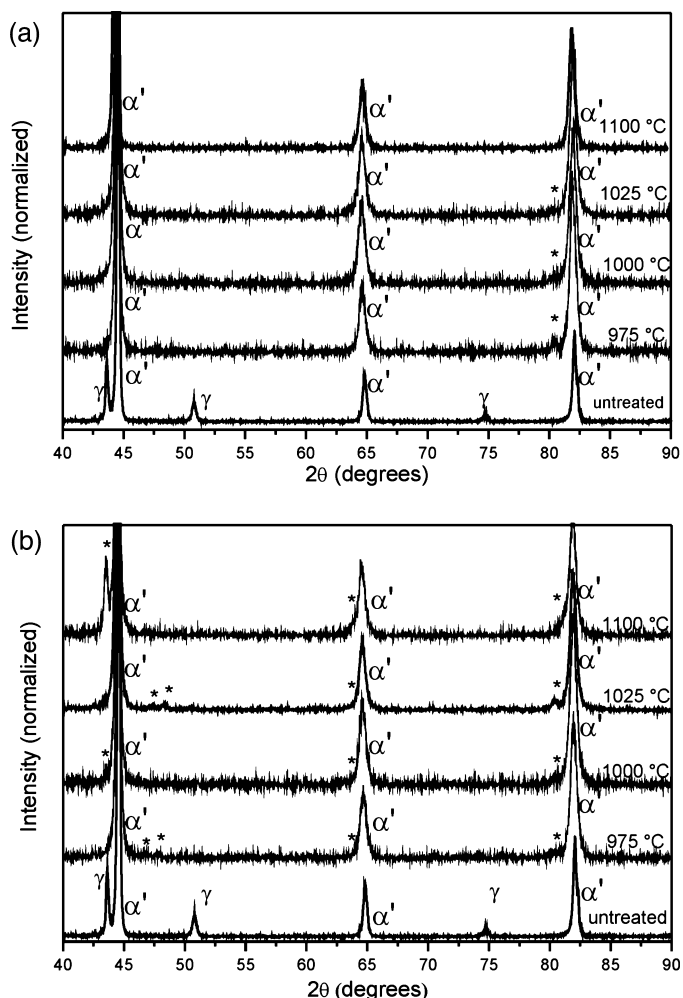 (a)
Intensity (normalized)
α' α' α' 1100 °C
α' α' * α' 1025 °C
α' α' * α' 1000 °C
α' α' * α' 975 °C
γ α' γ α' γ α' untreated
40 45 50 55 60 65 70 75 80 85 90
2θ (degrees)
(b)
Intensity (normalized)
* α' * α' * α' 1100 °C
α' * * * α' * α' 1025 °C
* α' * α' * α' 1000 °C
α' * * * α' * α 975 °C
γ α' γ α' γ α' untreated
40 45 50 55 60 65 70 75 80 85 90
2θ (degrees)